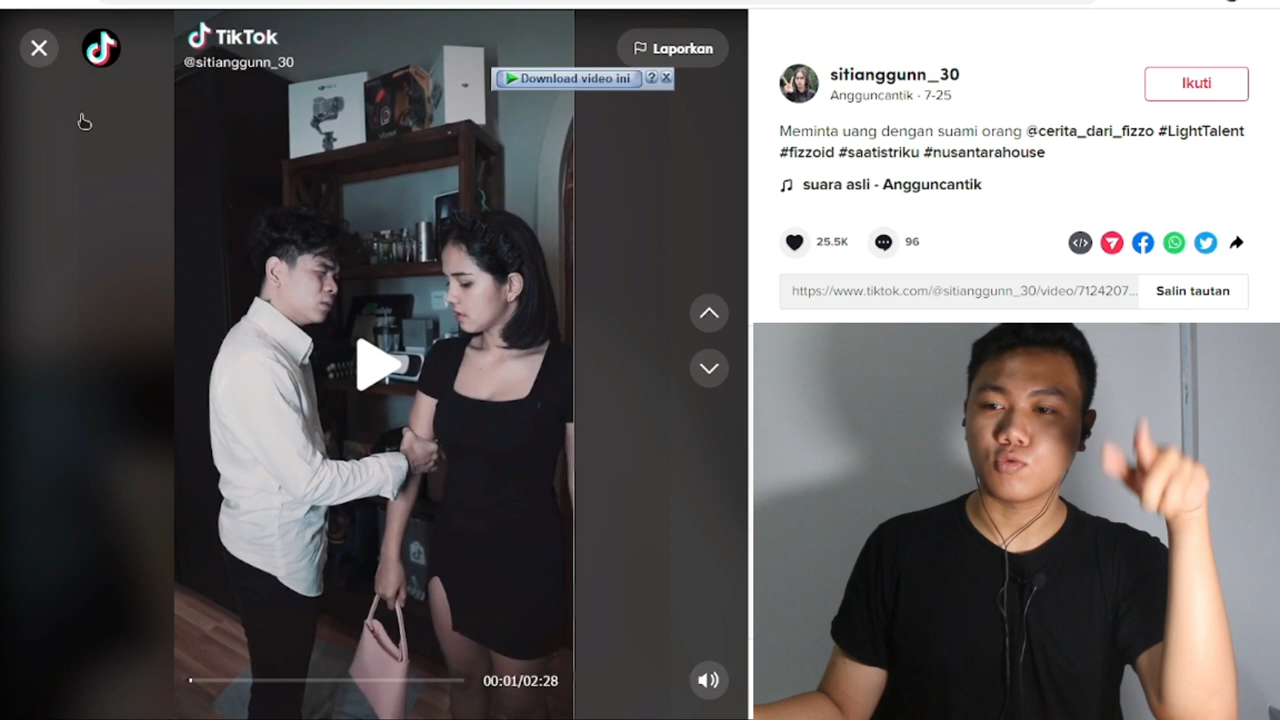 TikTok
@sitianggunn_30
Laporkan
Download video ini
sitianggunn_30
Angguncantik · 7-25
Ikuti
Meminta uang dengan suami orang @cerita_dari_fizzo #LightTalent
#fizzoid #saatistriku #nusantarahouse
suara asli - Angguncantik
25.5K
96
https://www.tiktok.com/@sitianggunn_30/video/7124207...
Salin tautan
00:01/02:28